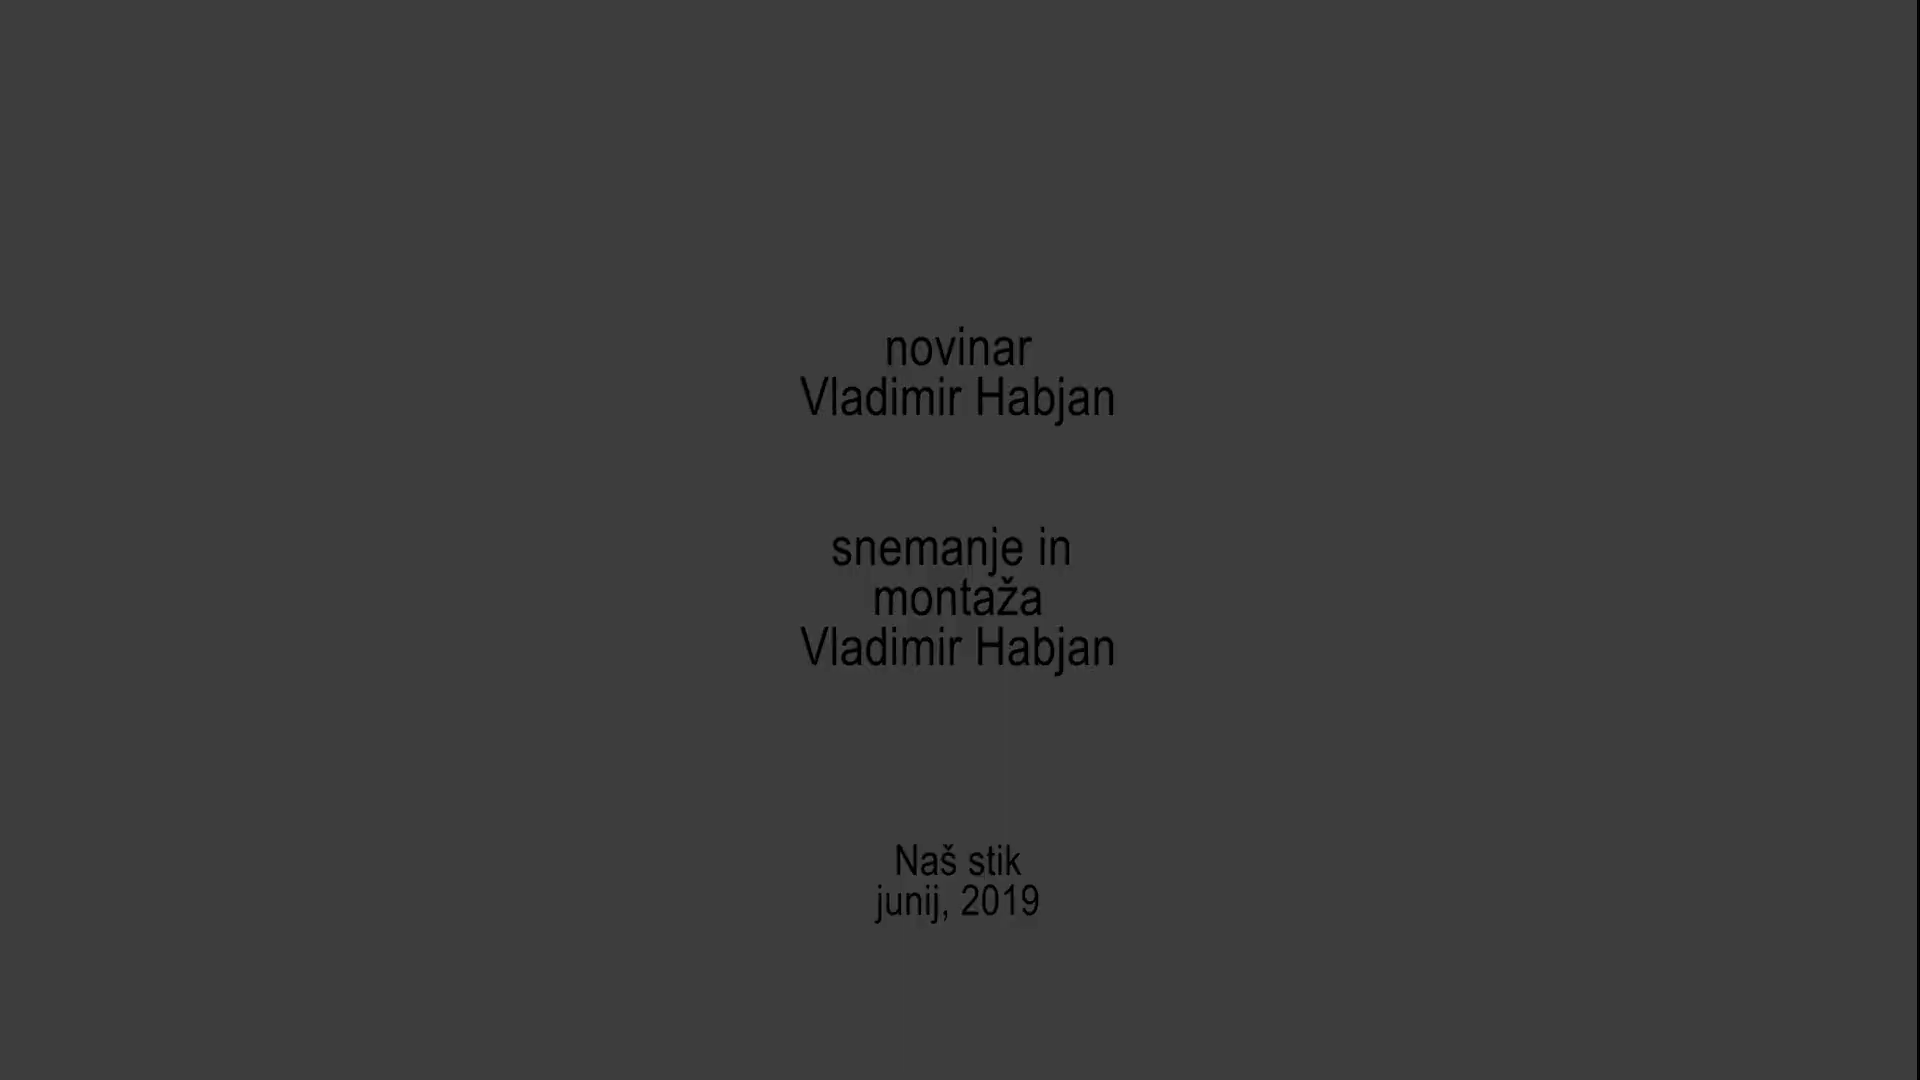 novinar
Vladimir Habjan
snemanje in
montaža
Vladimir Habjan
Naš stik
junij, 2019